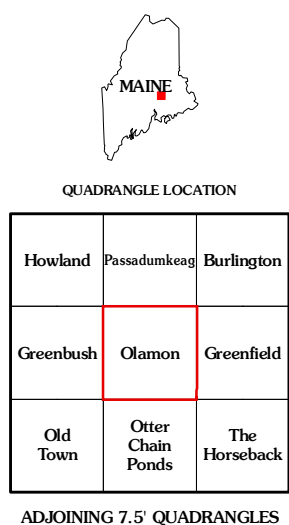 MAINE
QUADRANGLE LOCATION
Howland
Passadumkeag
Burlington
Greenbush
Olamon
Greenfield
Old
Town
Otter
Chain
Ponds
The
Horseback
ADJOINING 7.5' QUADRANGLES